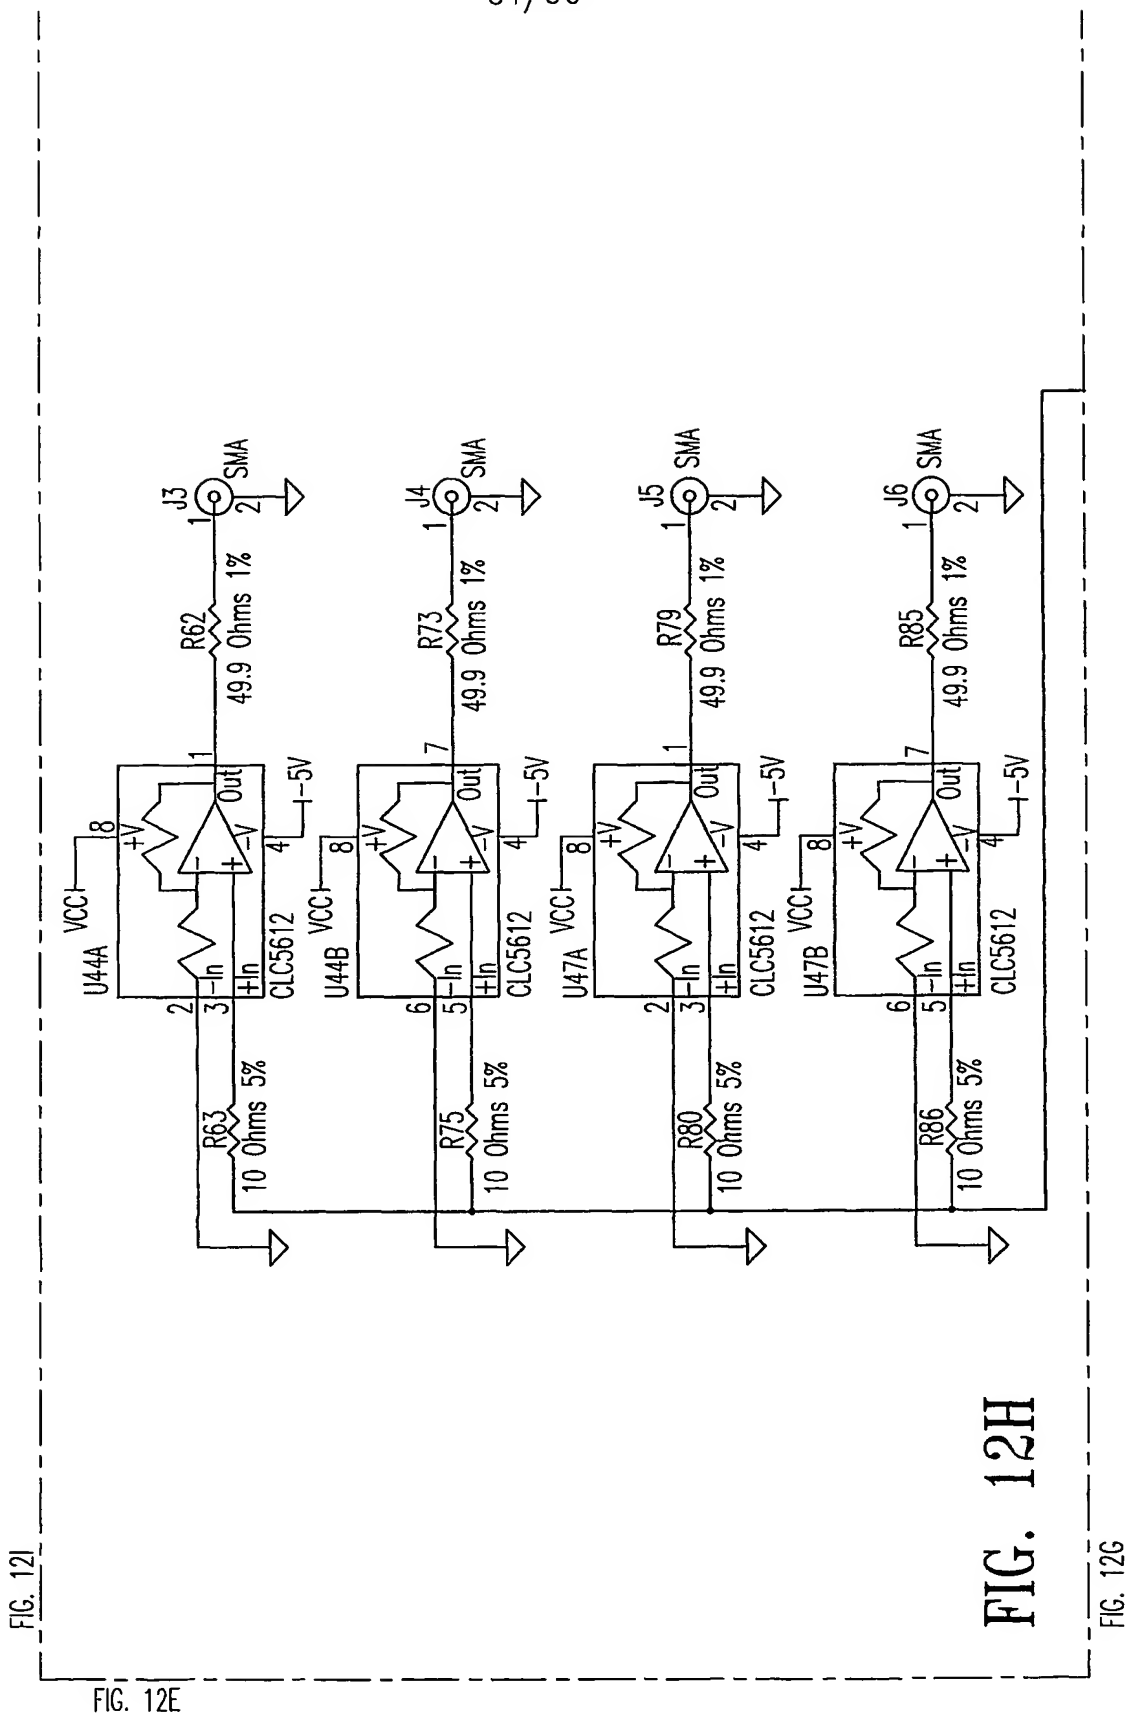 FIG. 12I
FIG. 12E
FIG. 12G
VCC
8
U44A
+V
2
-In
-
Out
1
R62
49.9 Ohms 1%
J3
1
2
SMA
R63
10 Ohms 5%
3
+In
+
-V
4
-5V
CLC5612
VCC
8
U44B
+V
6
-In
-
Out
7
R73
49.9 Ohms 1%
J4
1
2
SMA
R75
10 Ohms 5%
5
+In
+
-V
4
-5V
CLC5612
VCC
8
U47A
+V
2
-In
-
Out
1
R79
49.9 Ohms 1%
J5
1
2
SMA
R80
10 Ohms 5%
3
+In
+
-V
4
-5V
CLC5612
VCC
8
U47B
+V
6
-In
-
Out
7
R85
49.9 Ohms 1%
J6
1
2
SMA
R86
10 Ohms 5%
5
+In
+
-V
4
-5V
CLC5612
FIG. 12H